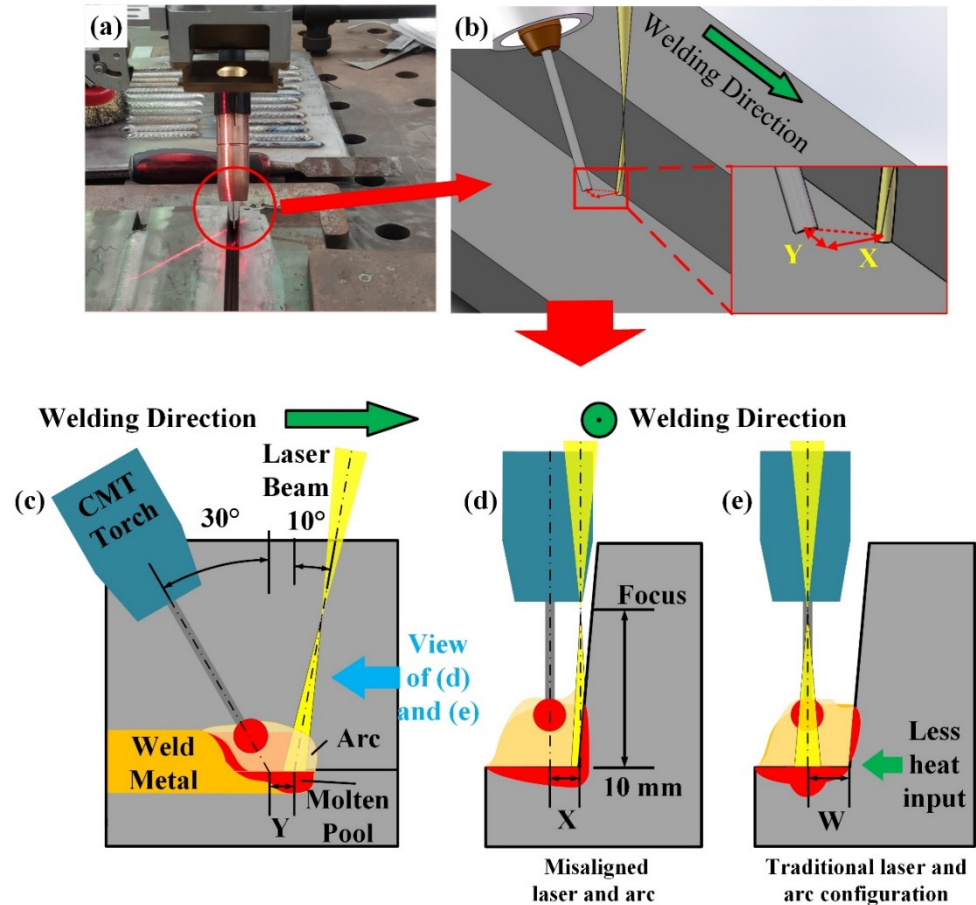 (a)
(b)
Welding Direction
Y
X
Welding Direction
Welding Direction
Laser
Beam
(c)
CMT
Torch
30°
10°
(d)
(e)
Focus
View
of (d)
and (e)
Arc
Weld
Metal
Molten
Pool
Y
X
10 mm
Less
heat
input
W
Misaligned
laser and arc
Traditional laser and
arc configuration